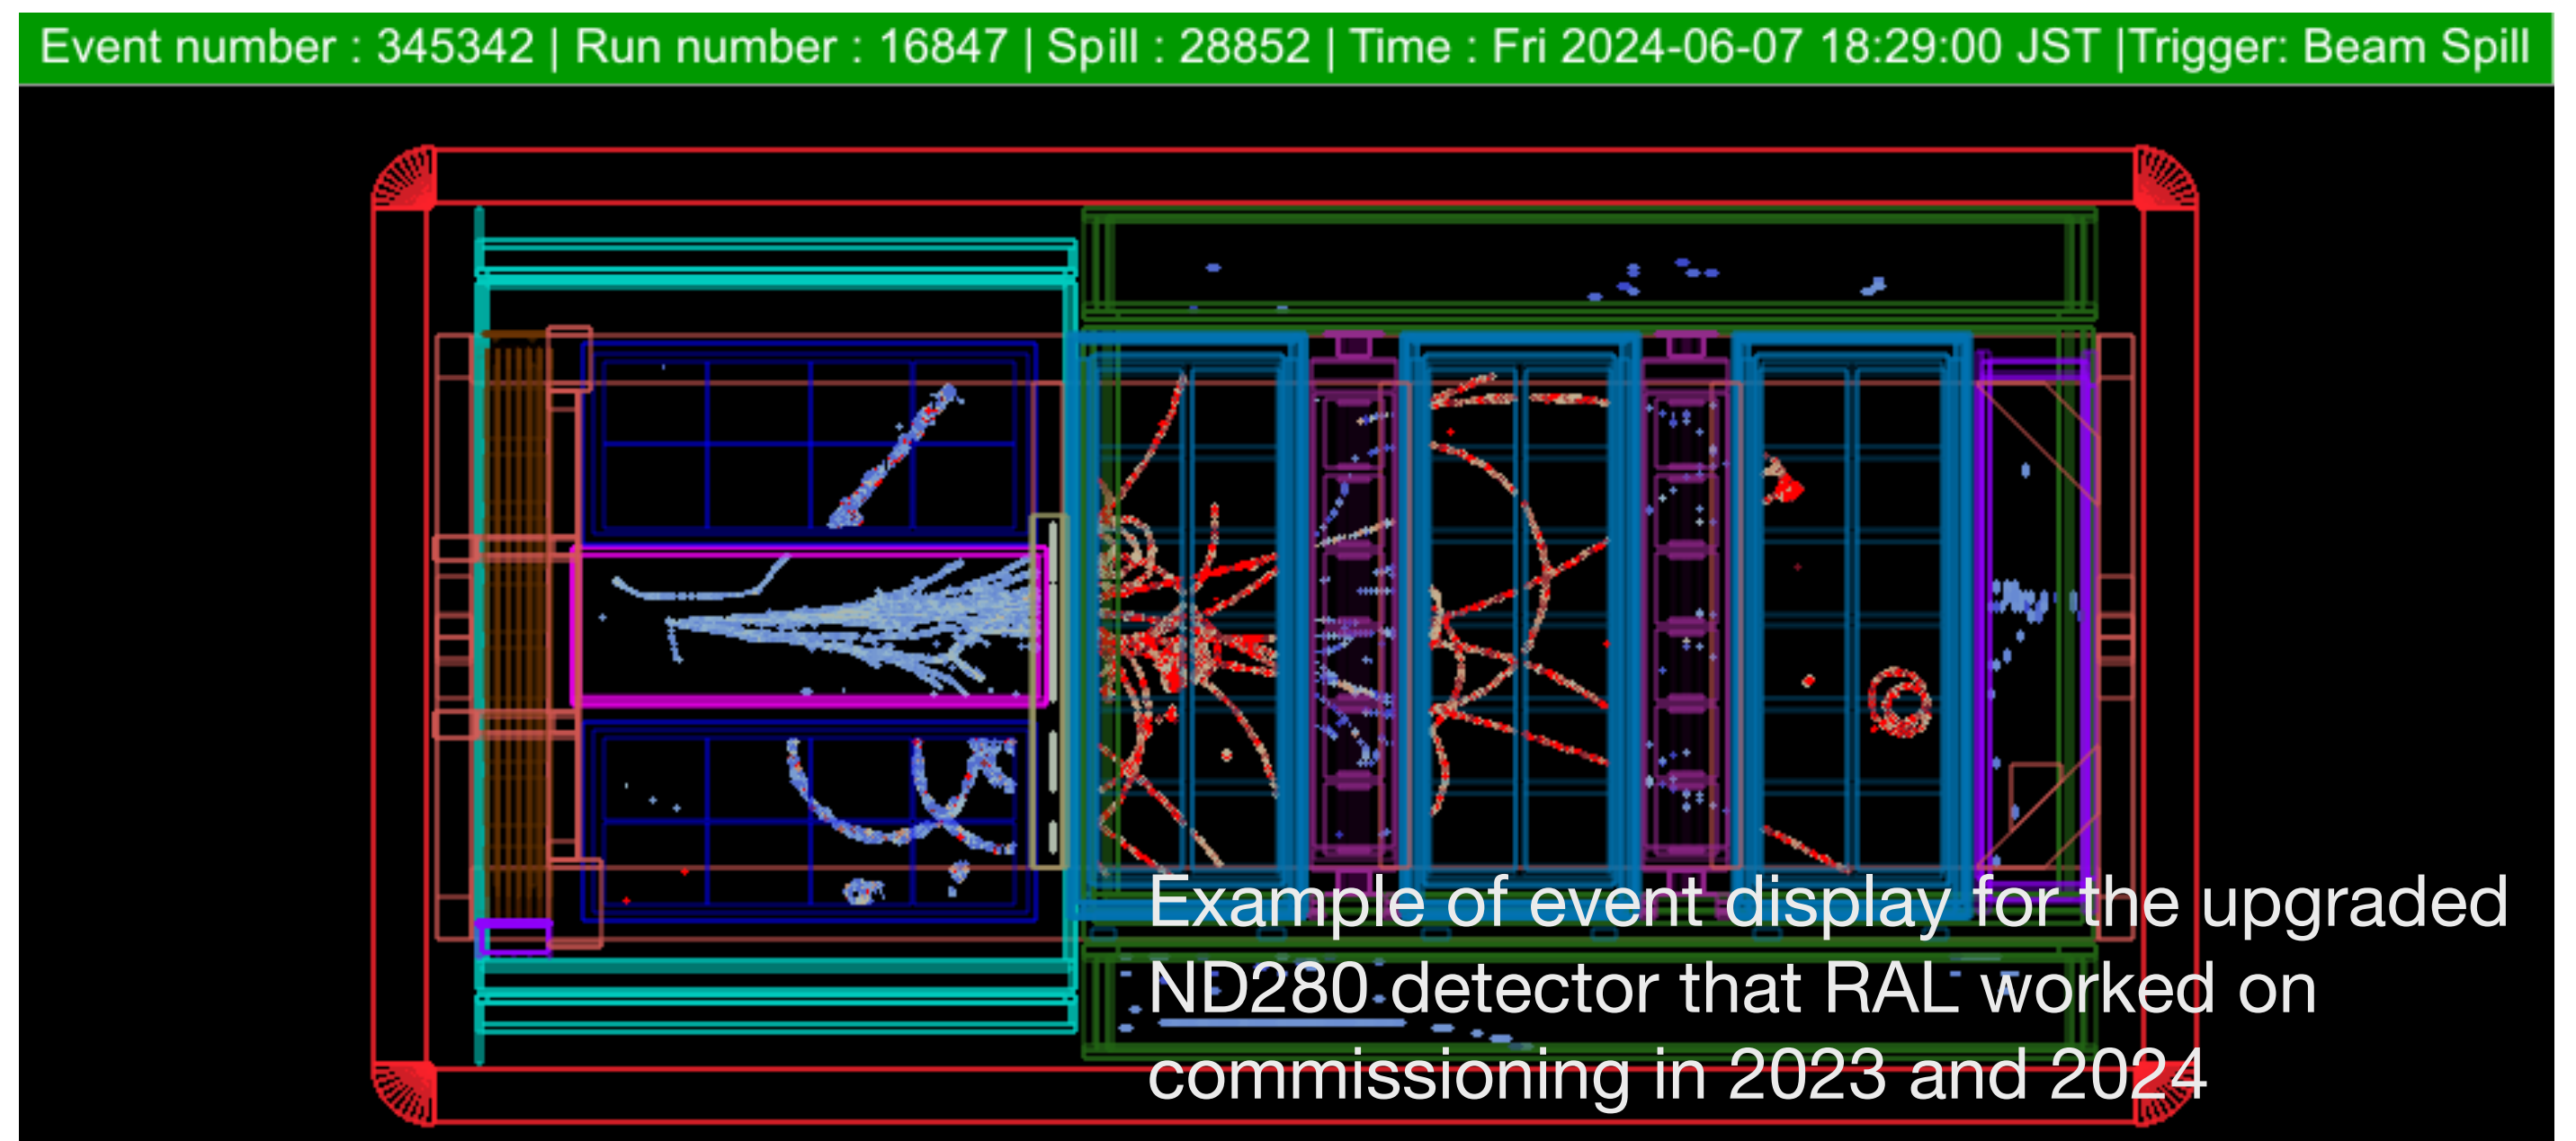 Event number : 345342 | Run number : 16847 | Spill : 28852 | Time : Fri 2024-06-07 18:29:00 JST |Trigger: Beam Spill
Example of event display for the upgraded
ND280 detector that RAL worked on
commissioning in 2023 and 2024